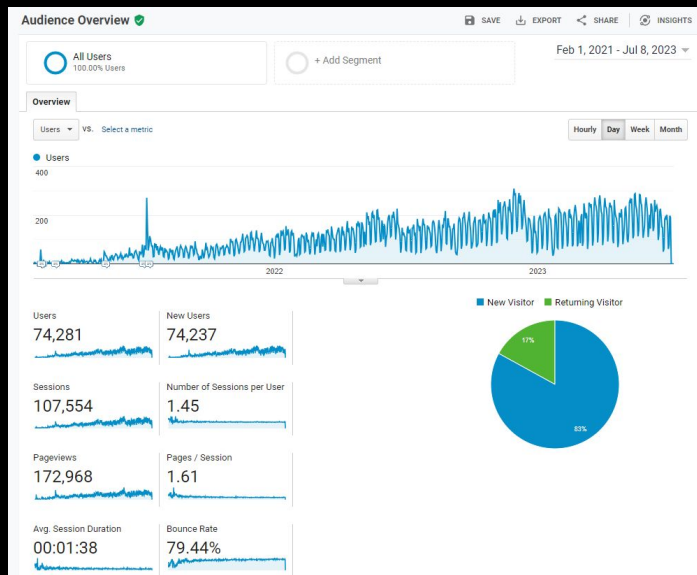 Audience Overview
SAVE EXPORT SHARE INSIGHTS
All Users
100.00% Users
+ Add Segment
Feb 1, 2021 - Jul 8, 2023
Overview
Users VS. Select a metric
Hourly Day Week Month
Users
400
200
2022 2023
New Visitor Returning Visitor
Users
74,281
New Users
74,237
17%
83%
Sessions
107,554
Number of Sessions per User
1.45
Pageviews
172,968
Pages / Session
1.61
Avg. Session Duration
00:01:38
Bounce Rate
79.44%